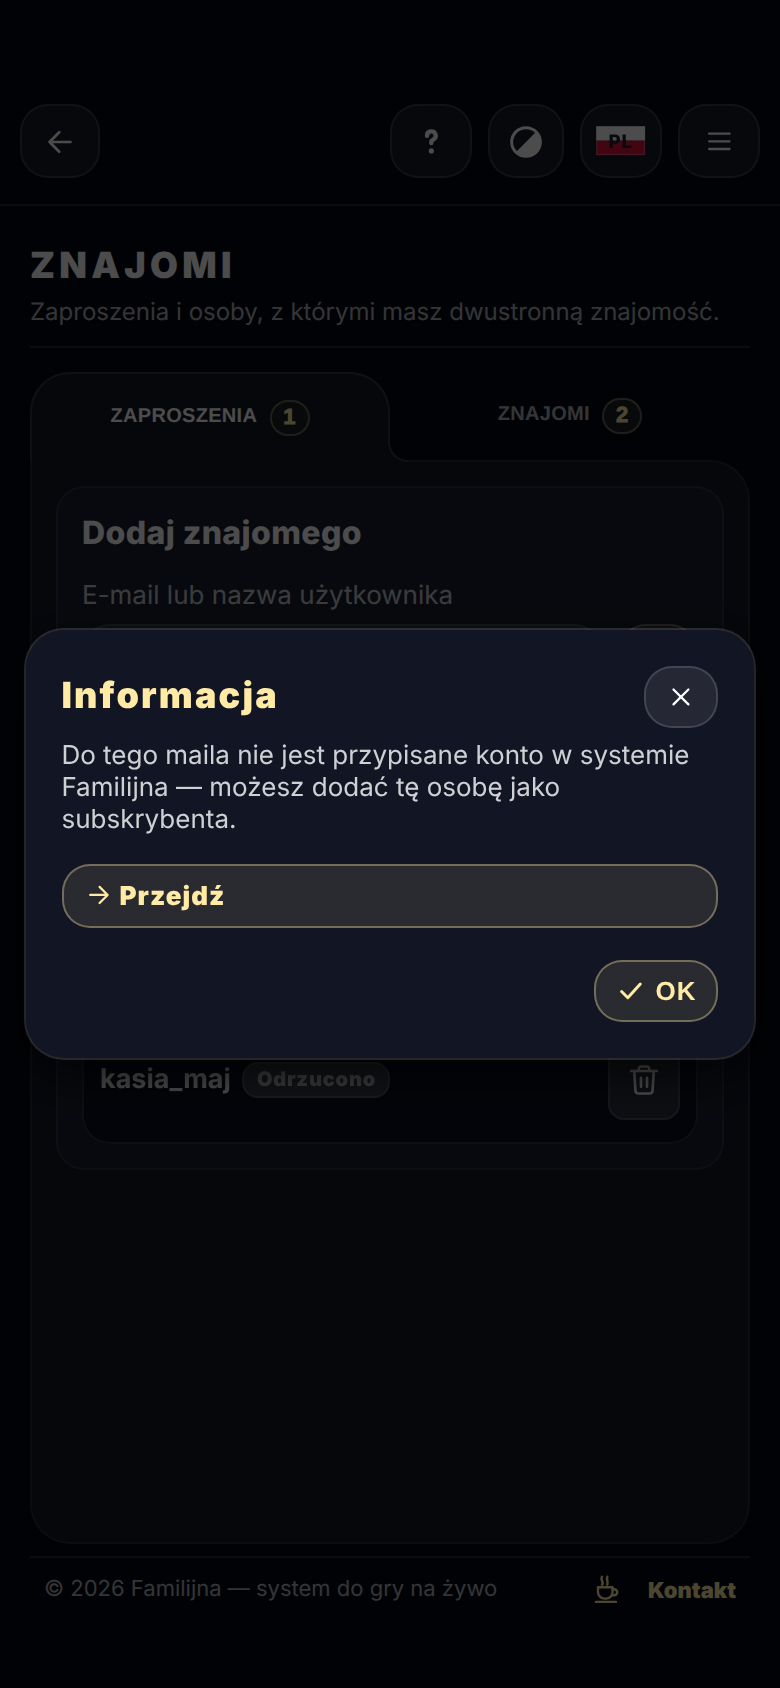 ?
PL
ZNAJOMI
Zaproszenia i osoby, z którymi masz dwustronną znajomość.
ZAPROSZENIA 1
ZNAJOMI 2
Dodaj znajomego
E-mail lub nazwa użytkownika
Informacja
Do tego maila nie jest przypisane konto w systemie
Familijna — możesz dodać tę osobę jako
subskrybenta.
Przejdź
OK
kasia_maj Odrzucono
© 2026 Familijna — system do gry na żywo
Kontakt